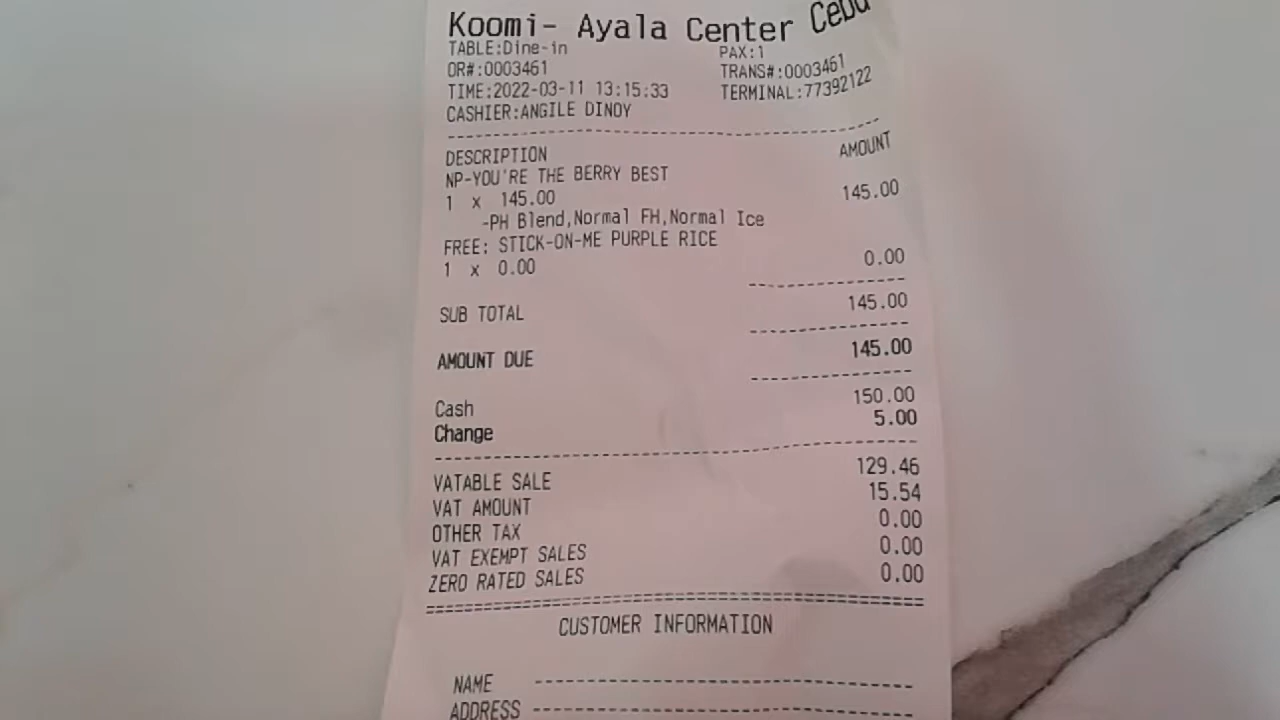 Koomi- Ayala Center Cebu
TABLE:Dine-in PAX:1
OR#:0003461 TRANS#:0003461
TIME:2022-03-11 13:15:33 TERMINAL:77392122
CASHIER:ANGILE DINOY
DESCRIPTION AMOUNT
NP-YOU'RE THE BERRY BEST
1 x 145.00 145.00
-PH Blend,Normal FH,Normal Ice
FREE: STICK-ON-ME PURPLE RICE
1 x 0.00 0.00
SUB TOTAL 145.00
AMOUNT DUE 145.00
Cash 150.00
Change 5.00
VATABLE SALE 129.46
VAT AMOUNT 15.54
OTHER TAX 0.00
VAT EXEMPT SALES 0.00
ZERO RATED SALES 0.00
CUSTOMER INFORMATION
NAME
ADDRESS